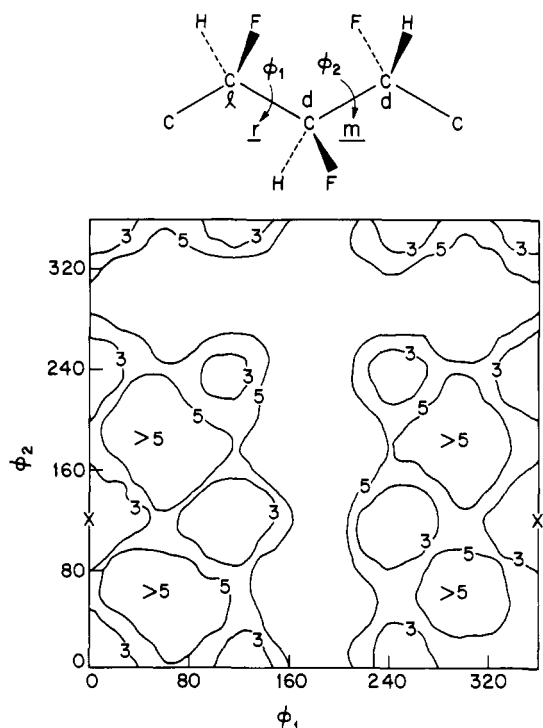 H F F H
ϕ₁ ϕ₂
C d C
ℓ d
C r C m C
H F
3 5 3 3 5 3
320
240 3 3 3 3
5
5 5
>5 >5
ϕ₂
160
5
X 3 3 3 X
3
5 5
80 5
>5 >5
0 3 3 3
0 80 160 240 320
ϕ₁